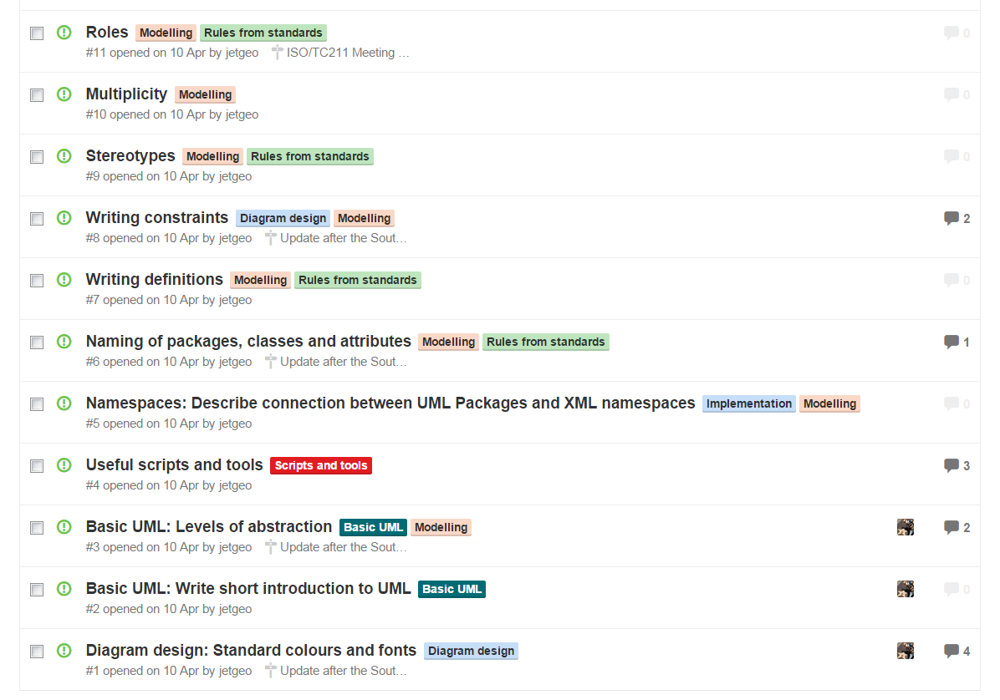 Roles Modelling Rules from standards 0
#11 opened on 10 Apr by jetgeo ISO/TC211 Meeting …
Multiplicity Modelling 0
#10 opened on 10 Apr by jetgeo
Stereotypes Modelling Rules from standards 0
#9 opened on 10 Apr by jetgeo
Writing constraints Diagram design Modelling 2
#8 opened on 10 Apr by jetgeo Update after the Sout…
Writing definitions Modelling Rules from standards 0
#7 opened on 10 Apr by jetgeo
Naming of packages, classes and attributes Modelling Rules from standards 1
#6 opened on 10 Apr by jetgeo Update after the Sout…
Namespaces: Describe connection between UML Packages and XML namespaces Implementation Modelling 0
#5 opened on 10 Apr by jetgeo
Useful scripts and tools Scripts and tools 3
#4 opened on 10 Apr by jetgeo
Basic UML: Levels of abstraction Basic UML Modelling 2
#3 opened on 10 Apr by jetgeo Update after the Sout…
Basic UML: Write short introduction to UML Basic UML 0
#2 opened on 10 Apr by jetgeo
Diagram design: Standard colours and fonts Diagram design 4
#1 opened on 10 Apr by jetgeo Update after the Sout…